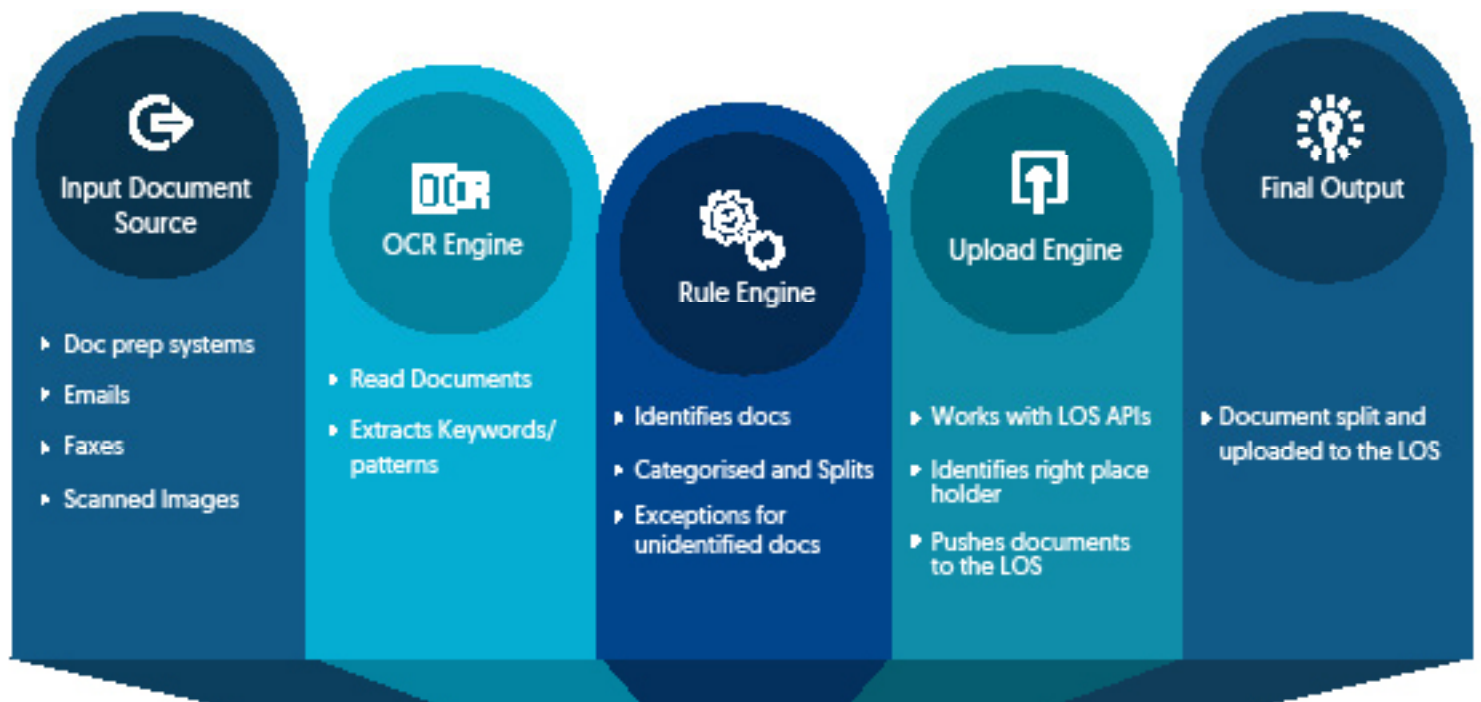 Input Document
Source
Doc prep systems
Emails
Faxes
Scanned Images
OCR
OCR Engine
Read Documents
Extracts Keywords/
patterns
Rule Engine
Identifies docs
Categorised and Splits
Exceptions for
unidentified docs
Upload Engine
Works with LOS APIs
Identifies right place
holder
Pushes documents
to the LOS
Final Output
Document split and
uploaded to the LOS